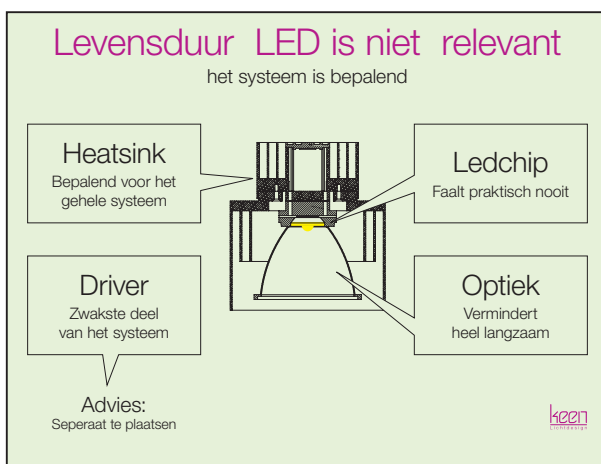 Levensduur LED is niet relevant
het systeem is bepalend
Heatsink
Bepalend voor het
gehele systeem
Ledchip
Faalt praktisch nooit
Driver
Zwakste deel
van het systeem
Optiek
Vermindert
heel langzaam
Advies:
Seperaat te plaatsen
keen
Lichtdesign